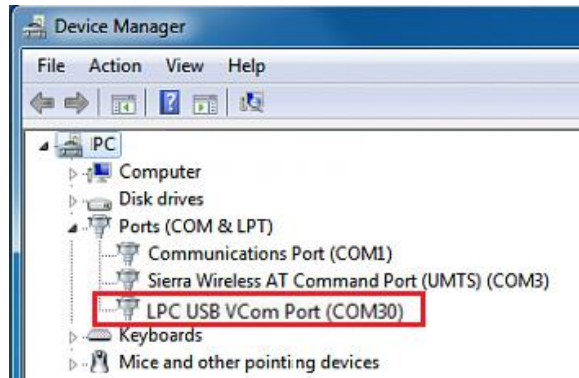 Device Manager
File Action View Help
PC
Computer
Disk drives
Ports (COM & LPT)
Communications Port (COM1)
Sierra Wireless AT Command Port (UMTS) (COM3)
LPC USB VCom Port (COM30)
Keyboards
Mice and other pointing devices